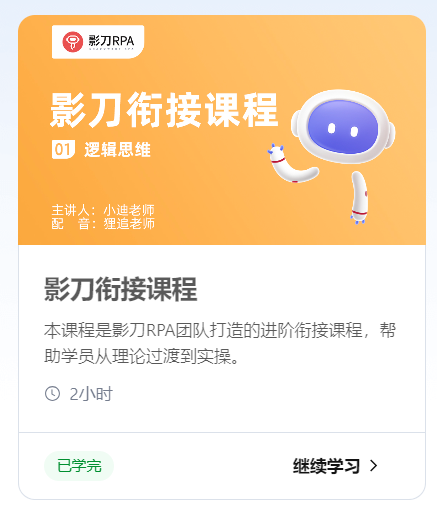 影刀RPA
影刀衔接课程
01 逻辑思维
主讲人：小迪老师
配 音：狸追老师
影刀衔接课程
本课程是影刀RPA团队打造的进阶衔接课程，帮
助学员从理论过渡到实操。
2小时
已学完
继续学习